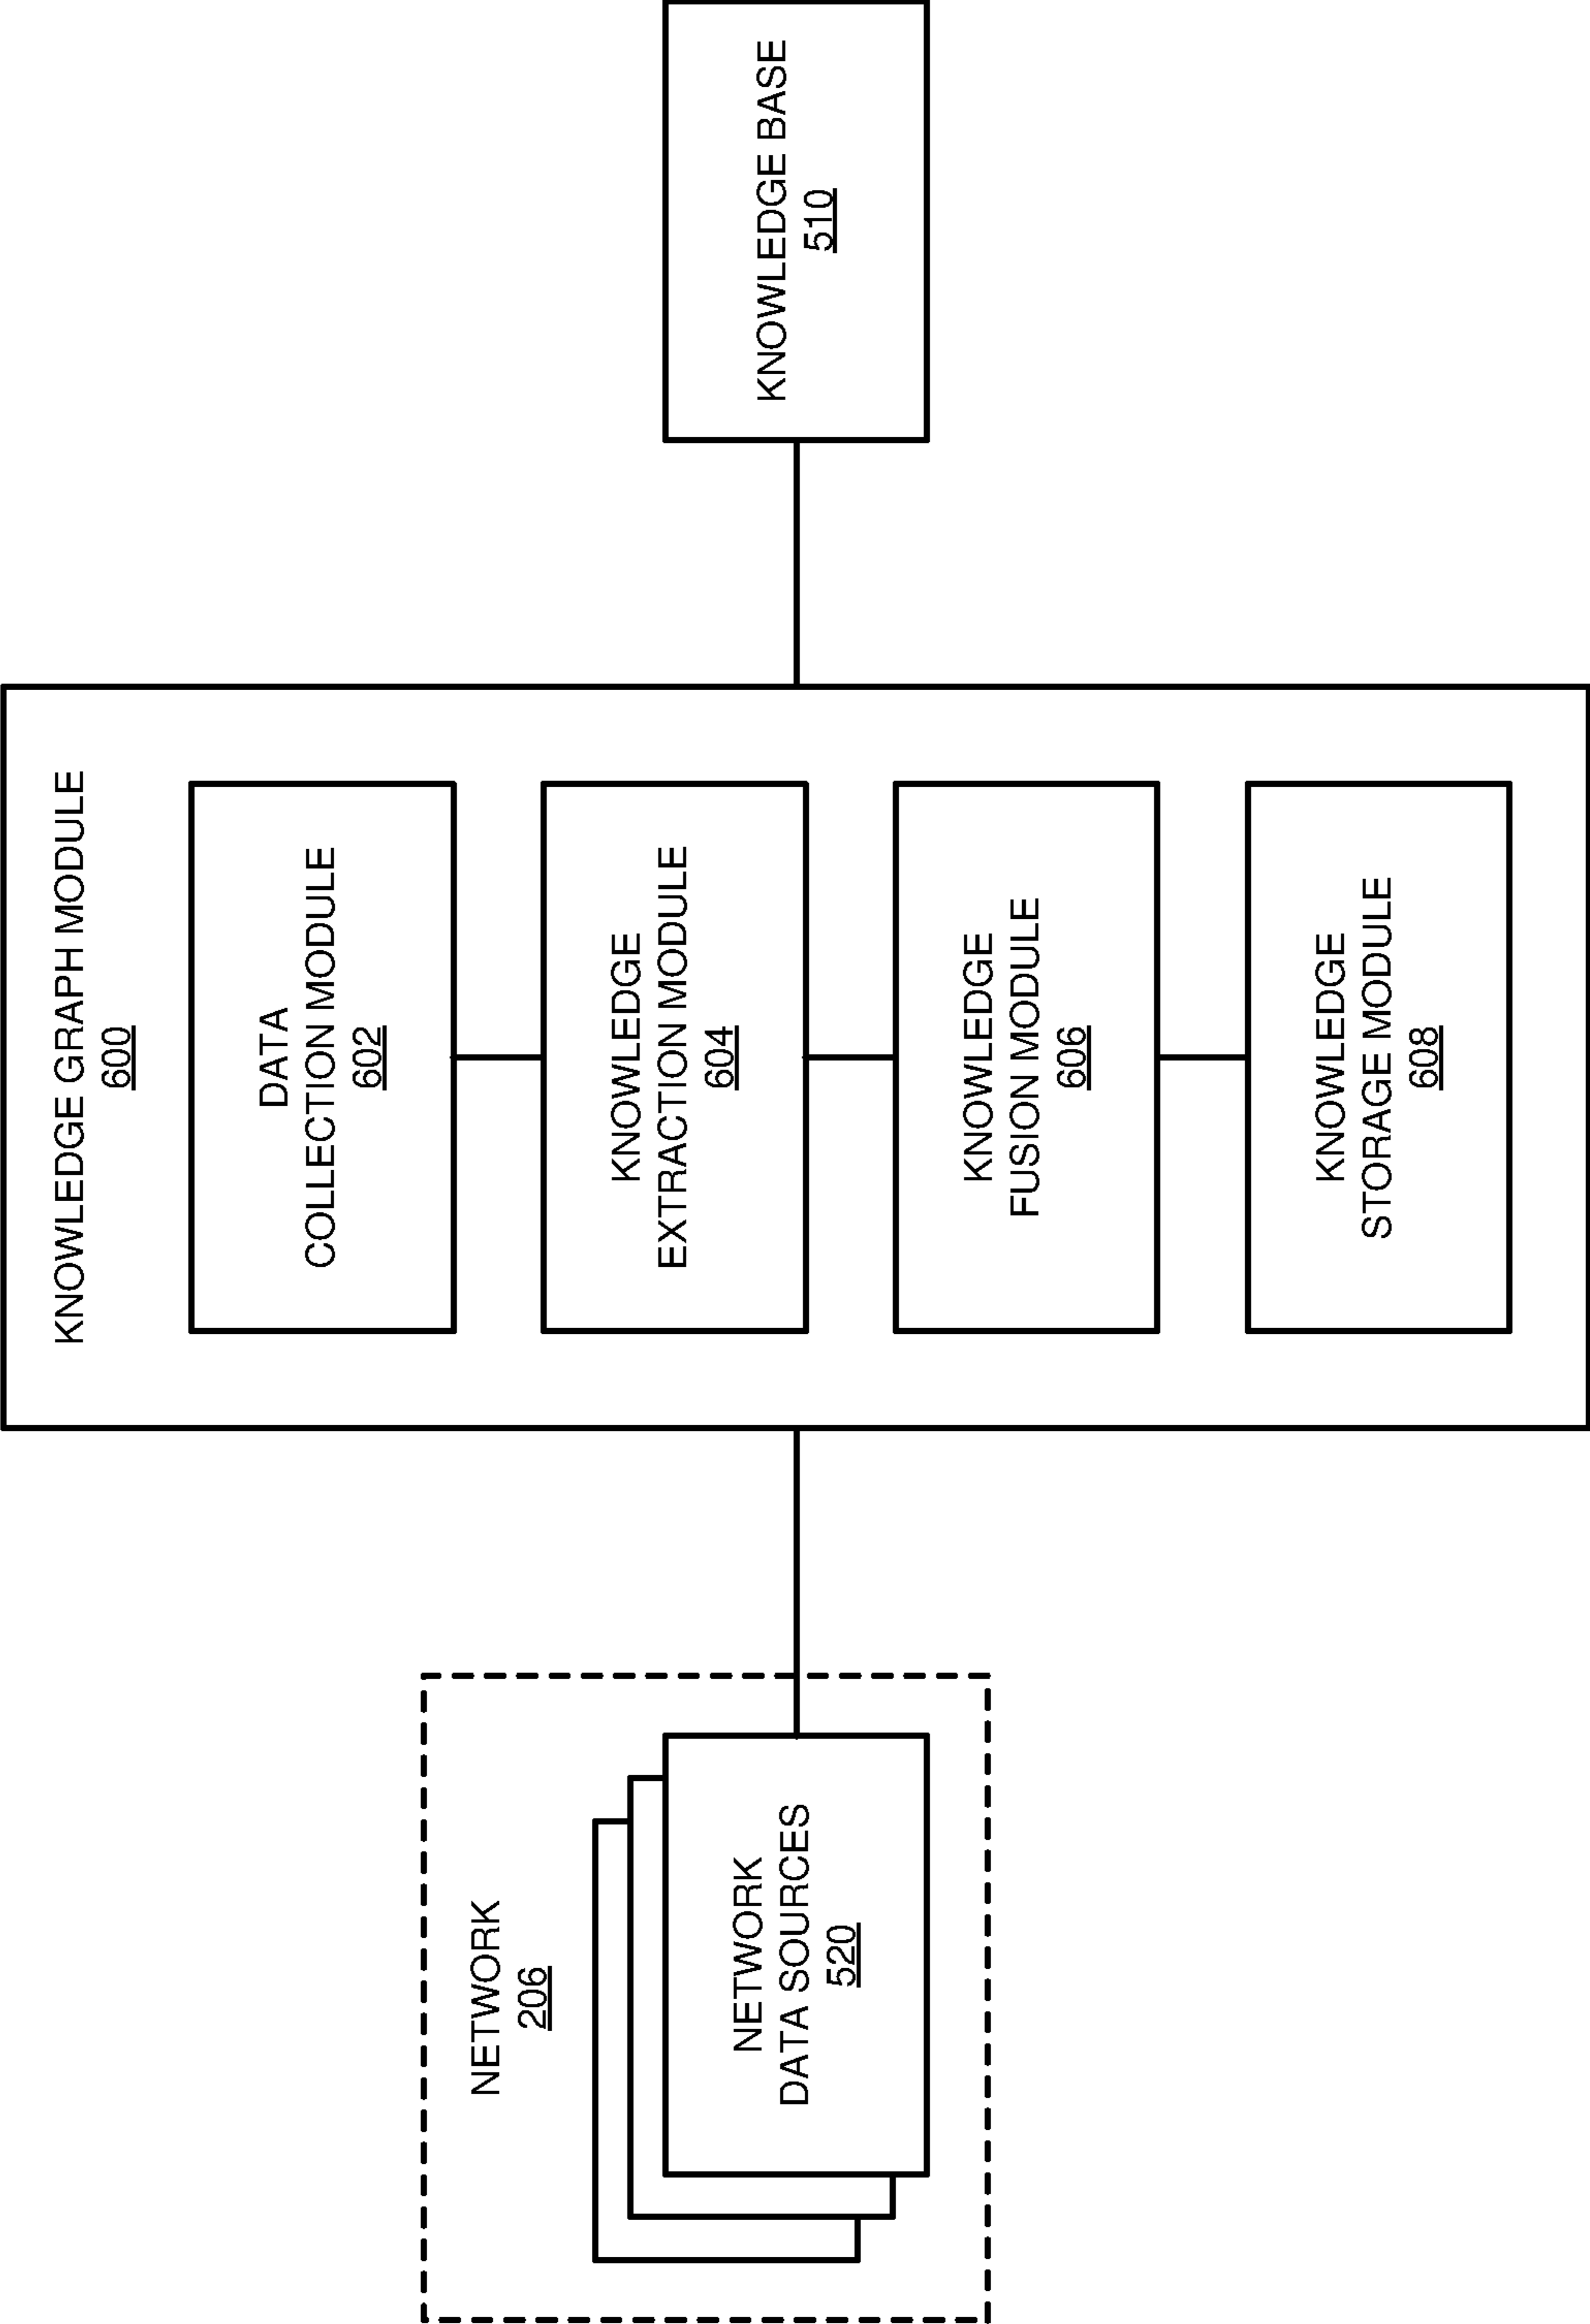 NETWORK
206
NETWORK
DATA SOURCES
520
KNOWLEDGE GRAPH MODULE
600
DATA
COLLECTION MODULE
602
KNOWLEDGE
EXTRACTION MODULE
604
KNOWLEDGE
FUSION MODULE
606
KNOWLEDGE
STORAGE MODULE
608
KNOWLEDGE BASE
510